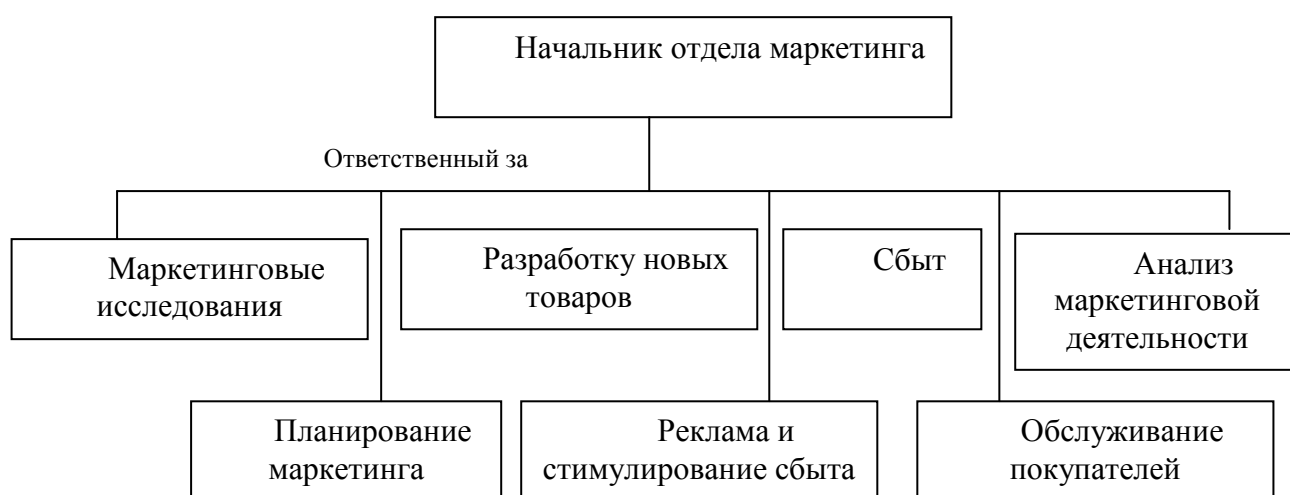 Начальник отдела маркетинга
Ответственный за
Маркетинговые
исследования
Разработку новых
товаров
Сбыт
Анализ
маркетинговой
деятельности
Планирование
маркетинга
Реклама и
стимулирование сбыта
Обслуживание
покупателей